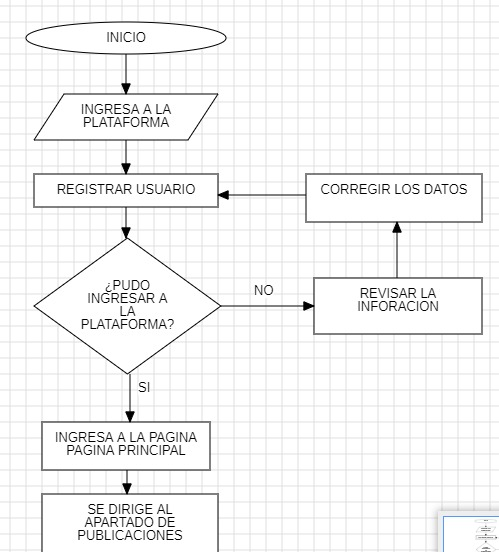 INICIO
INGRESA A LA
PLATAFORMA
REGISTRAR USUARIO
CORREGIR LOS DATOS
¿PUDO
INGRESAR A
LA
PLATAFORMA?
NO
REVISAR LA
INFORACION
SI
INGRESA A LA PAGINA
PAGINA PRINCIPAL
SE DIRIGE AL
APARTADO DE
PUBLICACIONES